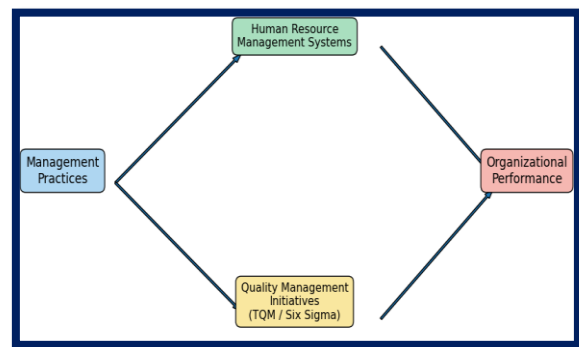 Human Resource
Management Systems
Management
Practices
Organizational
Performance
Quality Management
Initiatives
(TQM / Six Sigma)